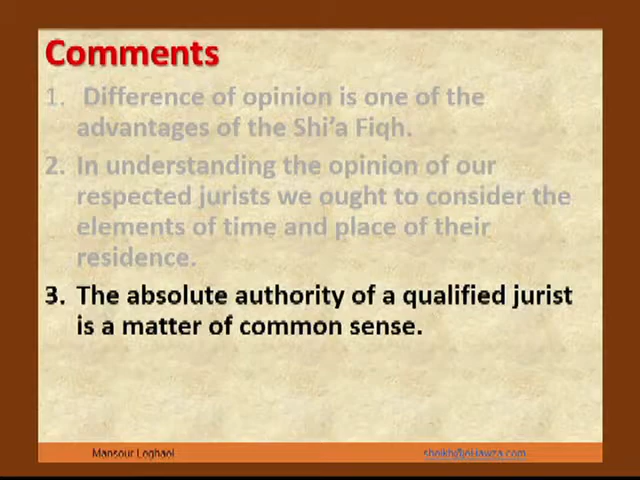 Comments
1. Difference of opinion is one of the
advantages of the Shi'a Fiqh.
2. In understanding the opinion of our
respected jurists we ought to consider the
elements of time and place of their
residence.
3. The absolute authority of a qualified jurist
is a matter of common sense.
Mansour Leghaei